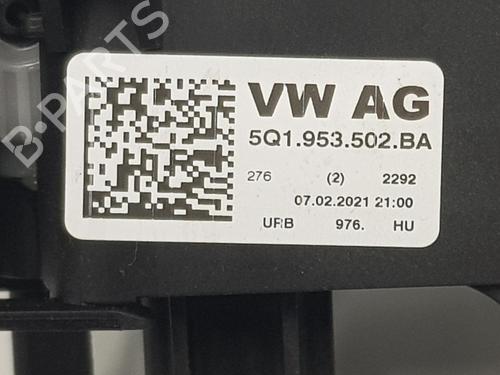 B-PARTS
VW AG
5Q1.953.502.BA
276 (2) 2292
07.02.2021 21:00
URB 976. HU